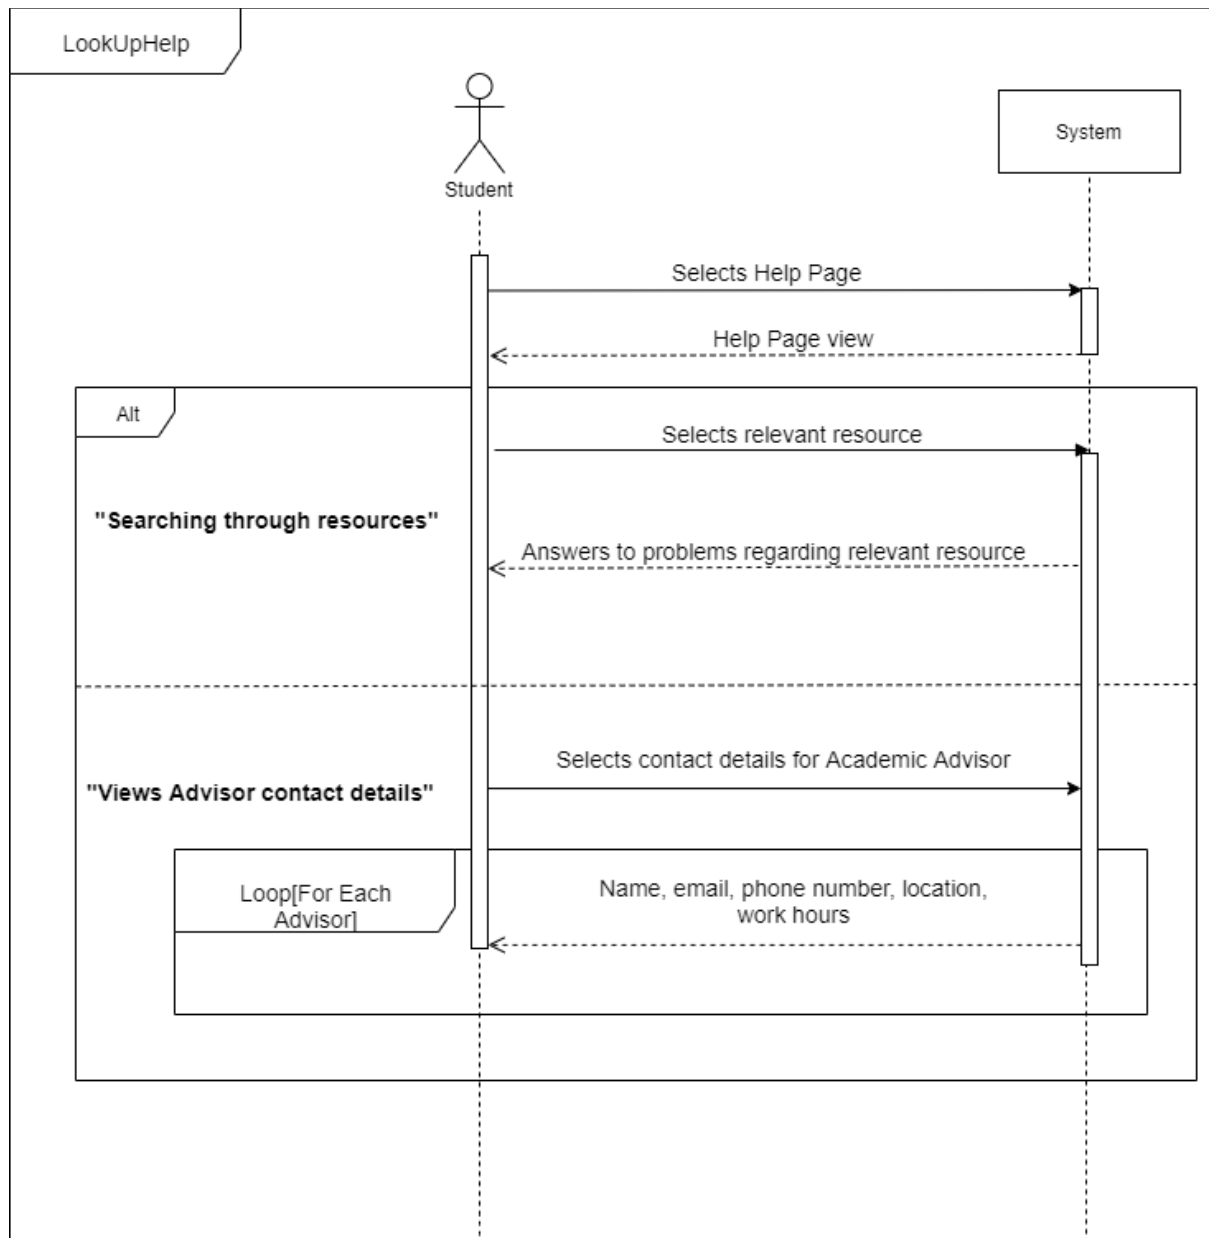 LookUpHelp
System
Student
Selects Help Page
Help Page view
Alt
Selects relevant resource
"Searching through resources"
Answers to problems regarding relevant resource
Selects contact details for Academic Advisor
"Views Advisor contact details"
Loop[For Each
Advisor]
Name, email, phone number, location,
work hours